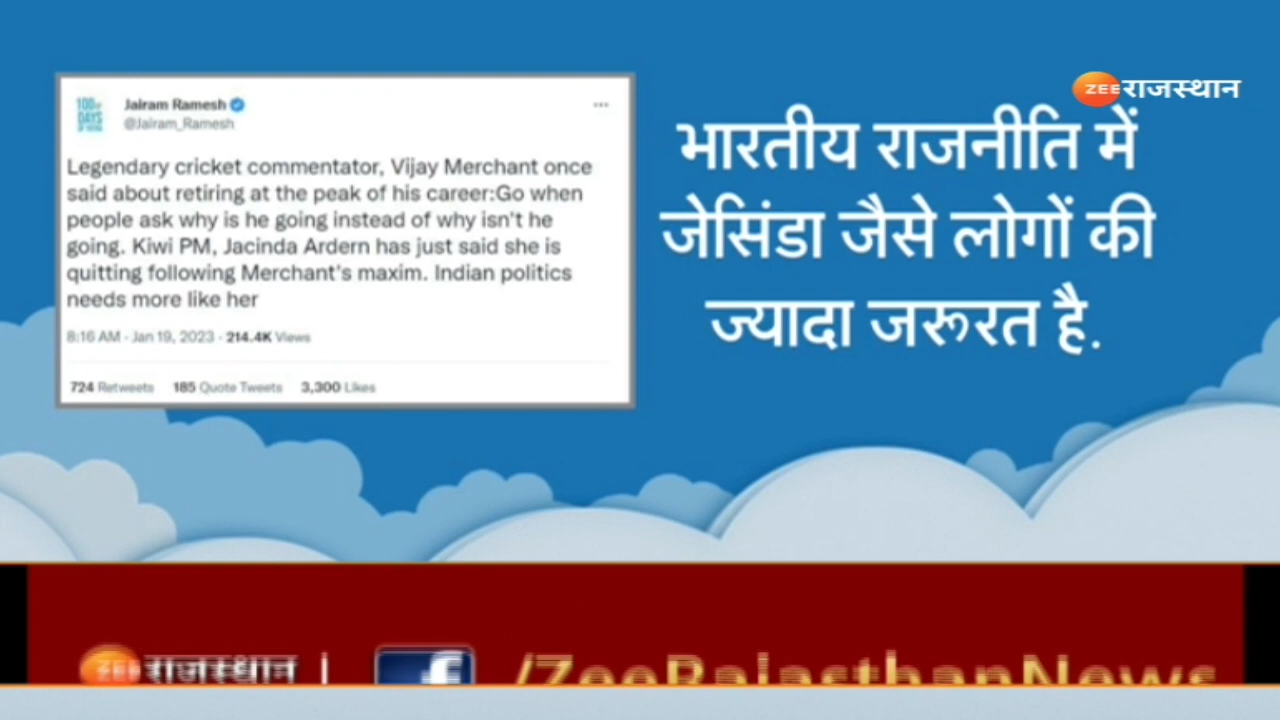 Jairam Ramesh
@Jairam_Ramesh
Legendary cricket commentator, Vijay Merchant once
said about retiring at the peak of his career:Go when
people ask why is he going instead of why isn't he
going. Kiwi PM, Jacinda Ardern has just said she is
quitting following Merchant's maxim. Indian politics
needs more like her
8:16 AM · Jan 19, 2023 · 214.4K Views
724 Retweets 185 Quote Tweets 3,300 Likes
ZEE राजस्थान
भारतीय राजनीति में
जेसिंडा जैसे लोगों की
ज्यादा जरूरत है.
ZEE राजस्थान | f /ZeeRajasthanNews